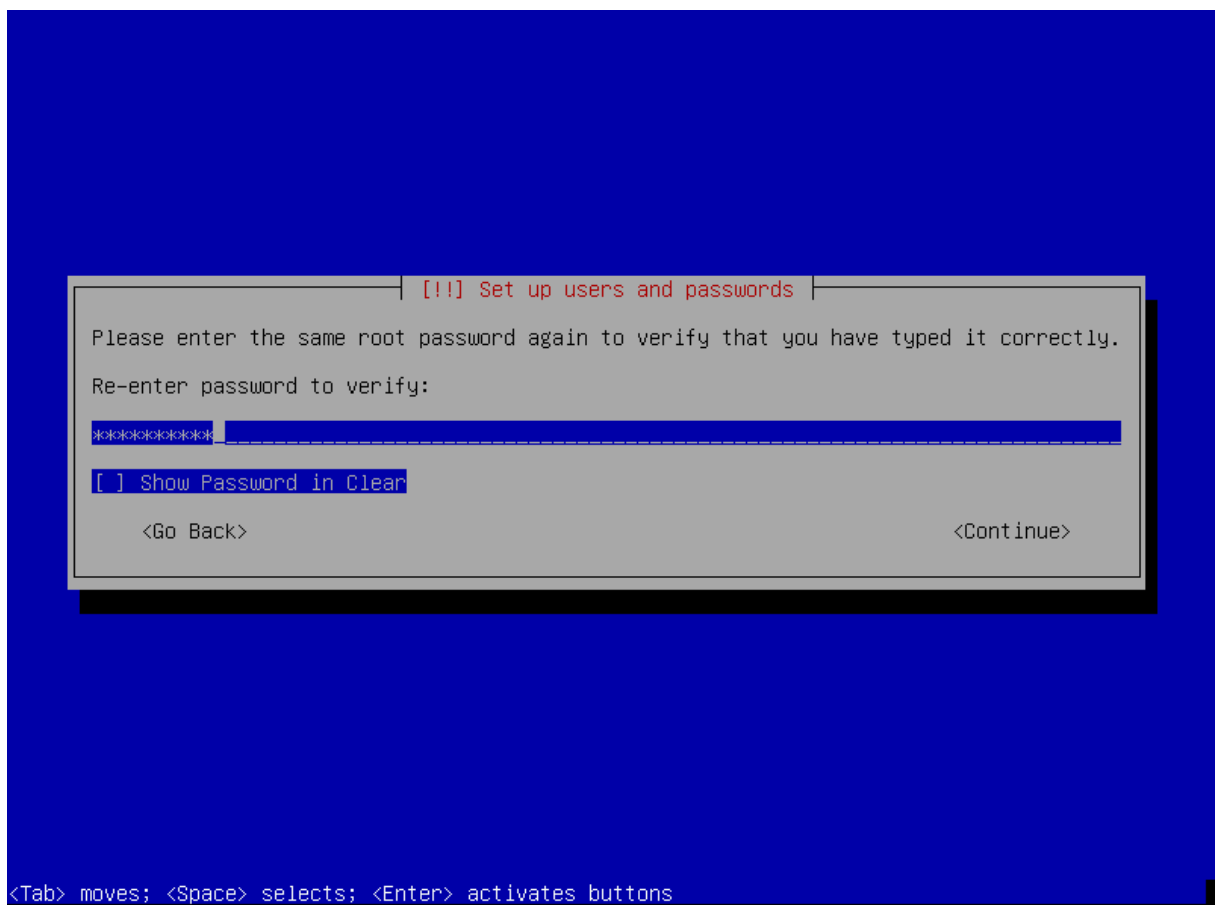 [!!] Set up users and passwords
Please enter the same root password again to verify that you have typed it correctly.
Re-enter password to verify:
**********
[ ] Show Password in Clear
<Go Back> <Continue>
<Tab> moves; <Space> selects; <Enter> activates buttons